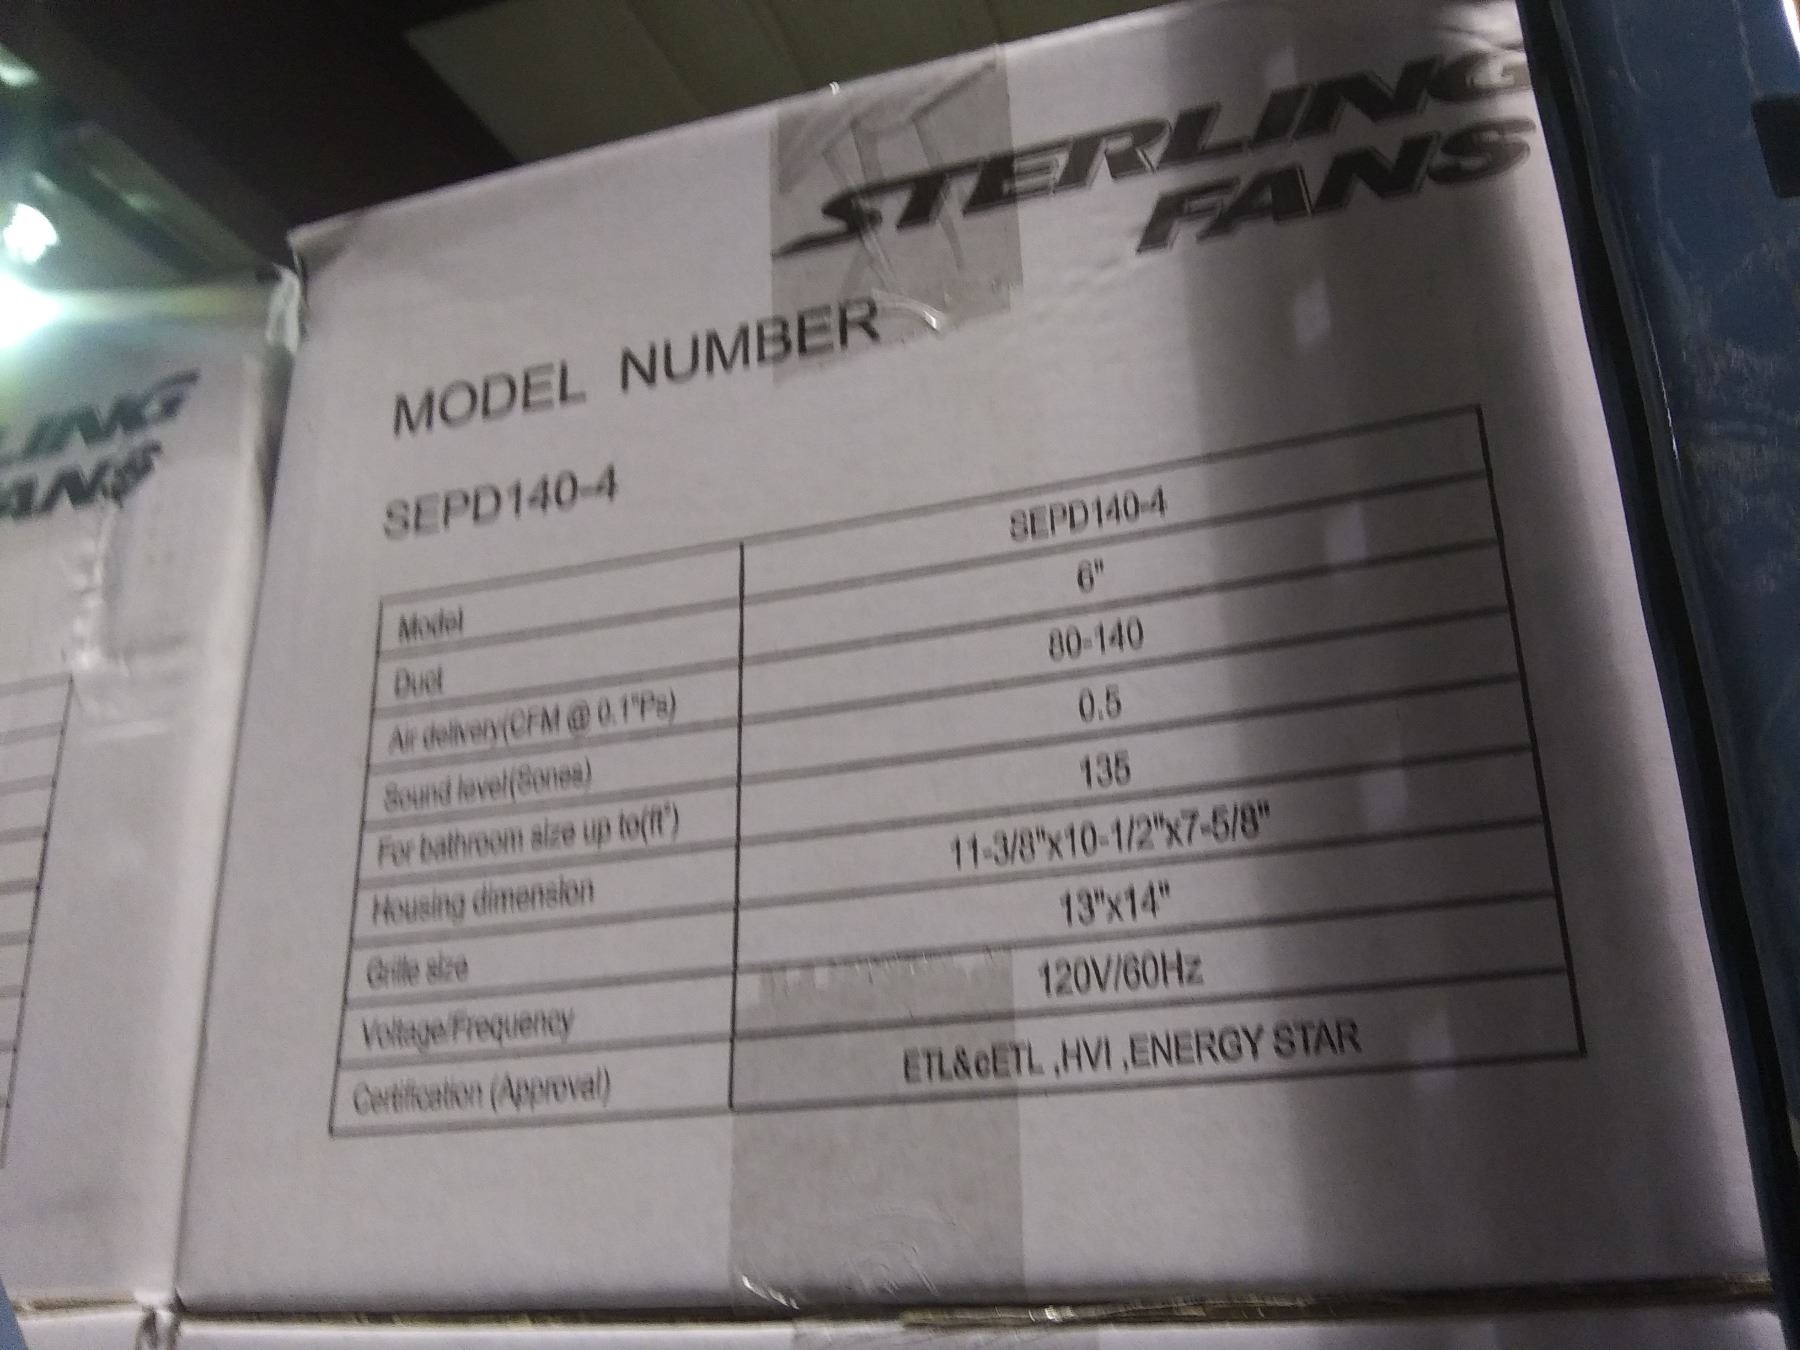 LING
ANS
STERLING
FANS
MODEL NUMBER
SEPD140-4
Model SEPD140-4
Duct 6"
Air delivery(CFM @ 0.1"Ps) 80-140
Sound level(Sones) 0.5
For bathroom size up to(ft²) 135
Housing dimension 11-3/8"x10-1/2"x7-5/8"
Grille size 13"x14"
Voltage/Frequency 120V/60Hz
Certification (Approval) ETL&cETL ,HVI ,ENERGY STAR